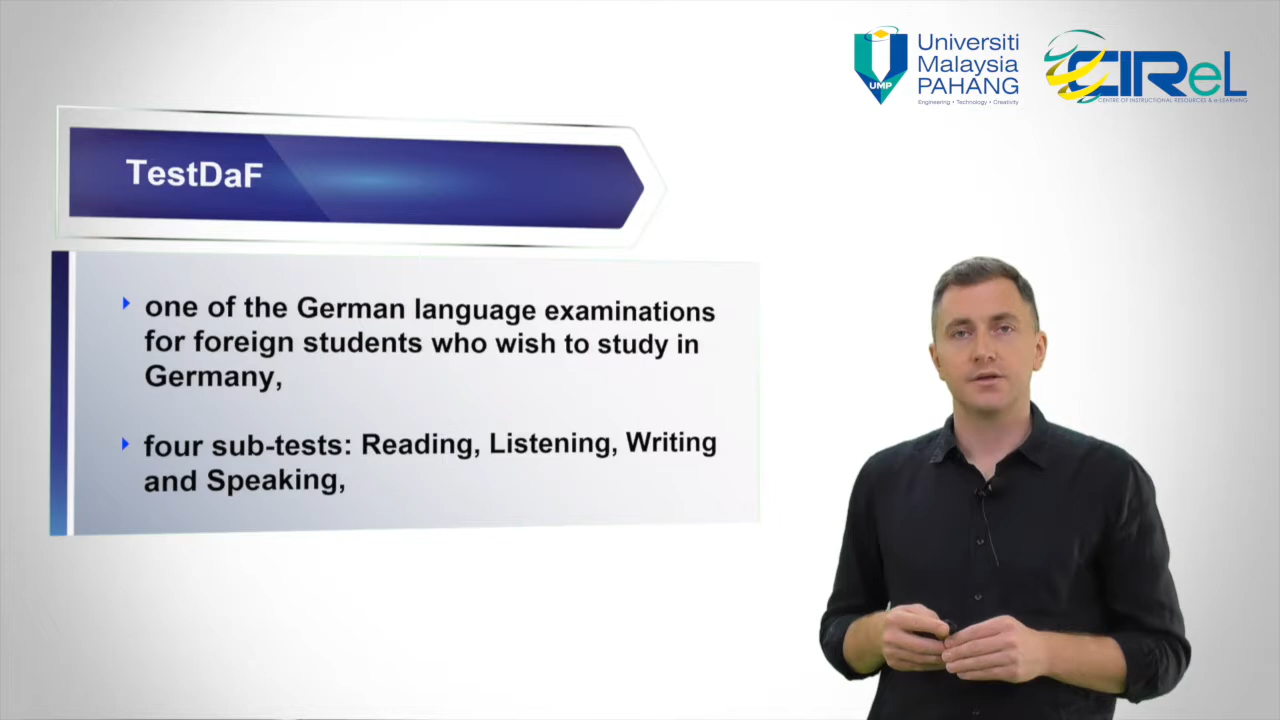 Universiti
Malaysia
PAHANG
Engineering • Technology • Creativity
UMP
CIReL
CENTRE OF INSTRUCTIONAL RESOURCES & e-LEARNING
TestDaF
one of the German language examinations
for foreign students who wish to study in
Germany,
four sub-tests: Reading, Listening, Writing
and Speaking,